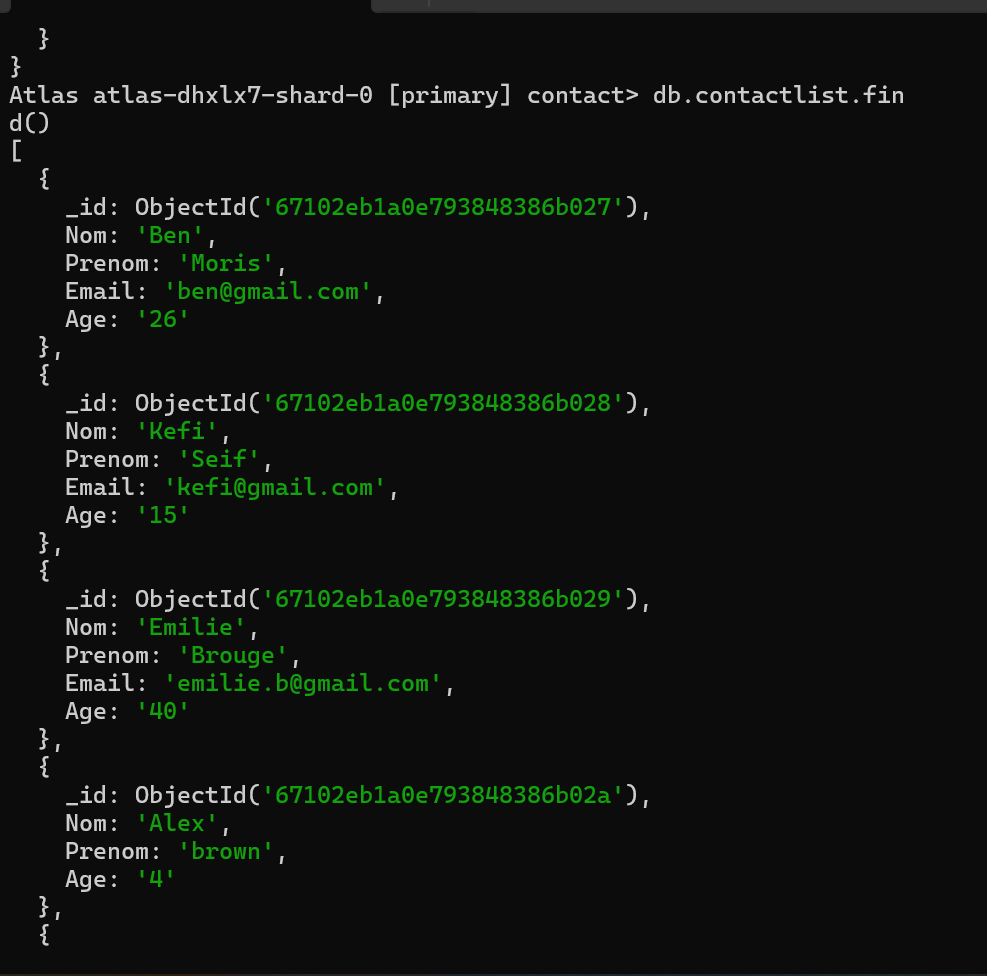 }
}
Atlas atlas-dhxlx7-shard-0 [primary] contact> db.contactlist.fin
d()
[
  {
    _id: ObjectId('67102eb1a0e793848386b027'),
    Nom: 'Ben',
    Prenom: 'Moris',
    Email: 'ben@gmail.com',
    Age: '26'
  },
  {
    _id: ObjectId('67102eb1a0e793848386b028'),
    Nom: 'Kefi',
    Prenom: 'Seif',
    Email: 'kefi@gmail.com',
    Age: '15'
  },
  {
    _id: ObjectId('67102eb1a0e793848386b029'),
    Nom: 'Emilie',
    Prenom: 'Brouge',
    Email: 'emilie.b@gmail.com',
    Age: '40'
  },
  {
    _id: ObjectId('67102eb1a0e793848386b02a'),
    Nom: 'Alex',
    Prenom: 'brown',
    Age: '4'
  },
  {